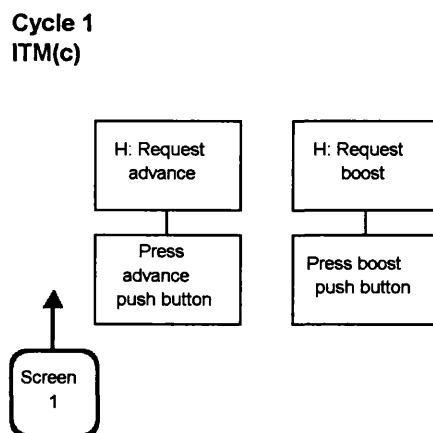 Cycle 1
ITM(c)
H: Request
advance
H: Request
boost
Press
advance
push button
Press boost
push button
Screen
1